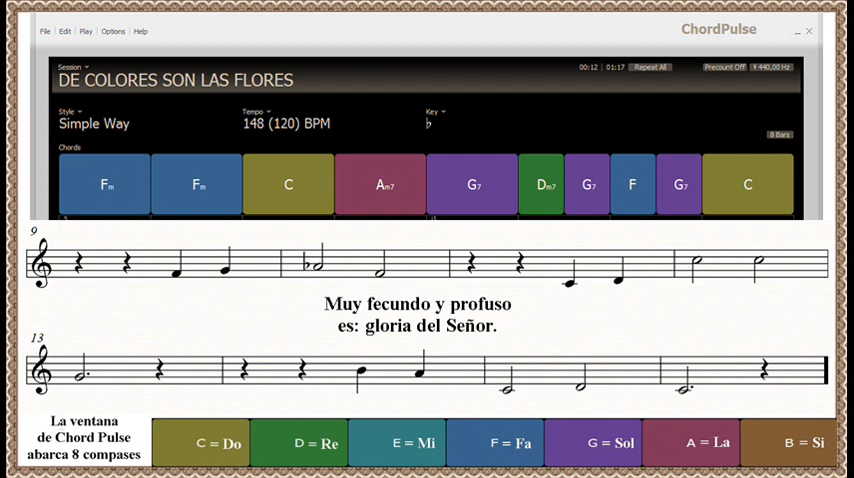 File Edit Play Options Help
ChordPulse
Session
00:12 01:17 Repeat All Precount Off 440,00 Hz
DE COLORES SON LAS FLORES
Style Tempo Key
Simple Way 148 (120) BPM ♭
8 Bars
Chords
Fm Fm C Am7 G7 Dm7 G7 F G7 C
9
Muy fecundo y profuso
es: gloria del Señor.
13
La ventana
de Chord Pulse
abarca 8 compases
C = Do D = Re E = Mi F = Fa G = Sol A = La B = Si